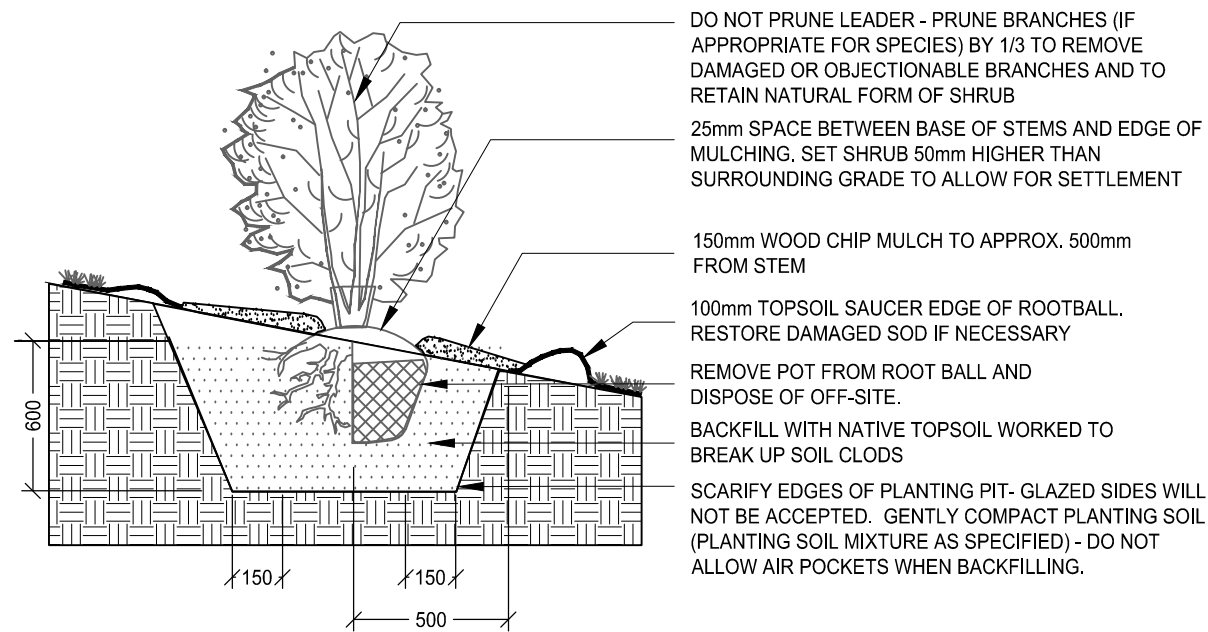 DO NOT PRUNE LEADER - PRUNE BRANCHES (IF
APPROPRIATE FOR SPECIES) BY 1/3 TO REMOVE
DAMAGED OR OBJECTIONABLE BRANCHES AND TO
RETAIN NATURAL FORM OF SHRUB
25mm SPACE BETWEEN BASE OF STEMS AND EDGE OF
MULCHING. SET SHRUB 50mm HIGHER THAN
SURROUNDING GRADE TO ALLOW FOR SETTLEMENT
150mm WOOD CHIP MULCH TO APPROX. 500mm
FROM STEM
100mm TOPSOIL SAUCER EDGE OF ROOTBALL.
RESTORE DAMAGED SOD IF NECESSARY
REMOVE POT FROM ROOT BALL AND
DISPOSE OF OFF-SITE.
BACKFILL WITH NATIVE TOPSOIL WORKED TO
BREAK UP SOIL CLODS
SCARIFY EDGES OF PLANTING PIT- GLAZED SIDES WILL
NOT BE ACCEPTED. GENTLY COMPACT PLANTING SOIL
(PLANTING SOIL MIXTURE AS SPECIFIED) - DO NOT
ALLOW AIR POCKETS WHEN BACKFILLING.
600
150
150
500